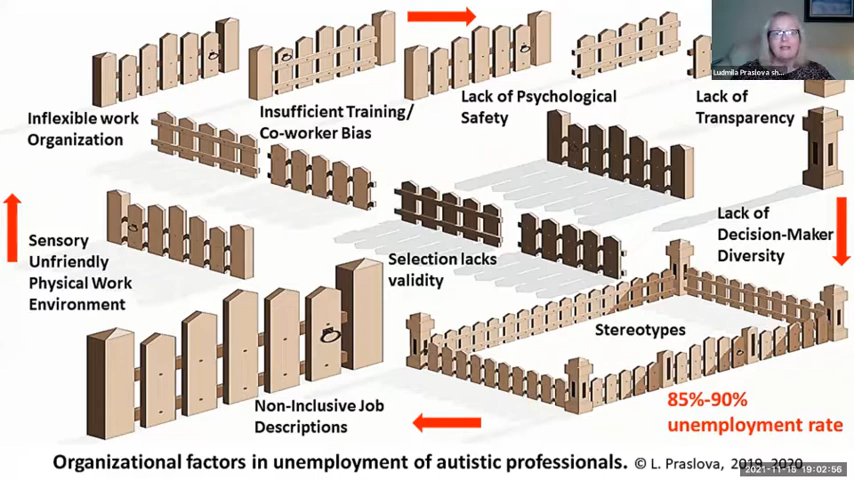 Ludmila Praslova sh...
Inflexible work
Organization
Insufficient Training/
Co-worker Bias
Lack of Psychological
Safety
Lack of
Transparency
Lack of
Decision-Maker
Diversity
Sensory
Unfriendly
Physical Work
Environment
Selection lacks
validity
Stereotypes
Non-Inclusive Job
Descriptions
85%-90%
unemployment rate
Organizational factors in unemployment of autistic professionals. © L. Praslova, 2019, 2020
2021-11-15 19:02:56